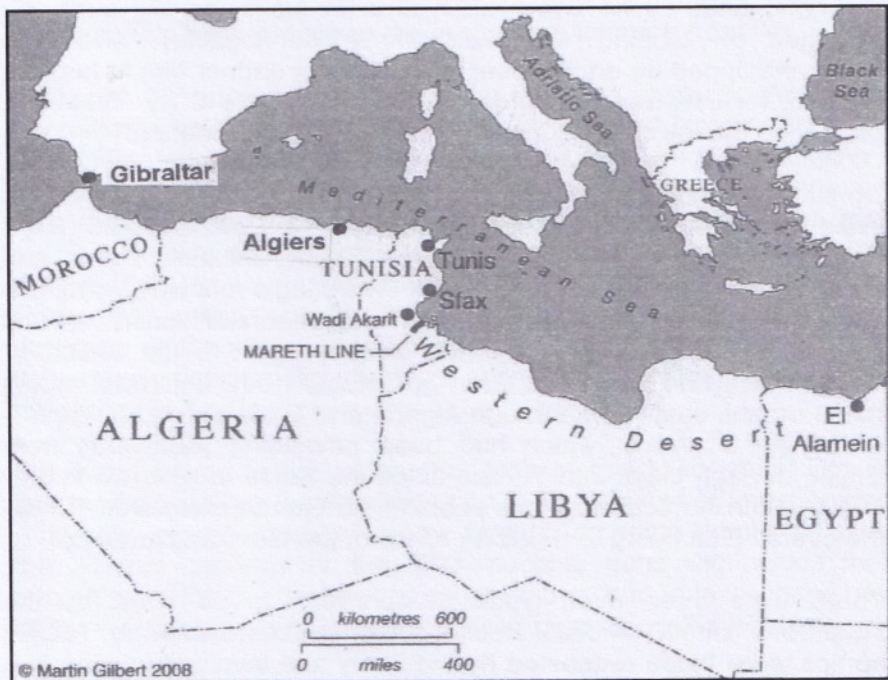 Adriatic Sea
Black Sea
Gibraltar
GREECE
Mediterranean Sea
Algiers
MOROCCO
TUNISIA
Tunis
Sfax
Wadi Akarit
MARETH LINE
Western Desert
ALGERIA
El
Alamein
LIBYA
EGYPT
0 kilometres 600
0 miles 400
© Martin Gilbert 2008